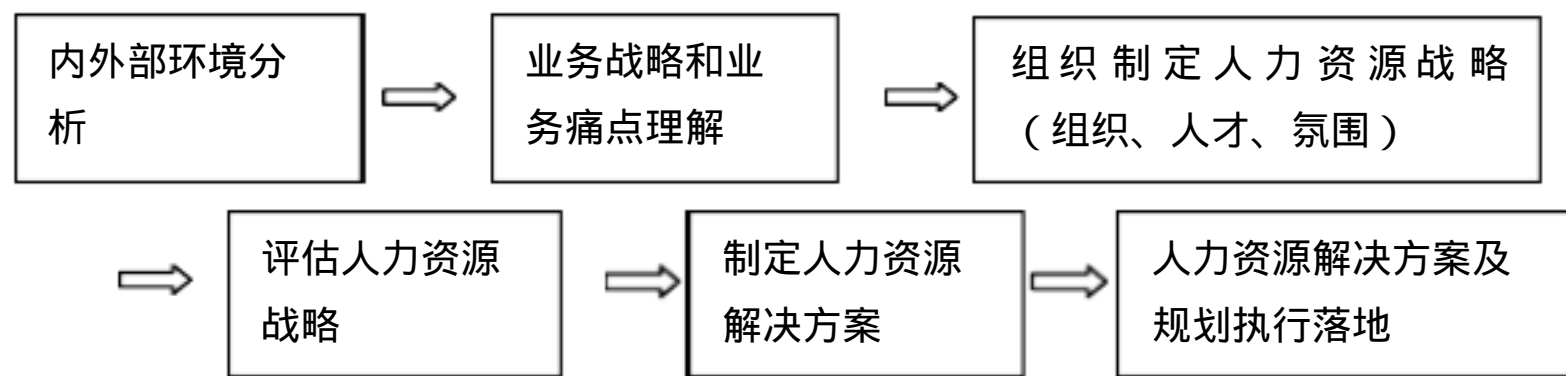 内外部环境分
析
业务战略和业
务痛点理解
组织制定人力资源战略
（组织、人才、氛围）
评估人力资源
战略
制定人力资源
解决方案
人力资源解决方案及
规划执行落地